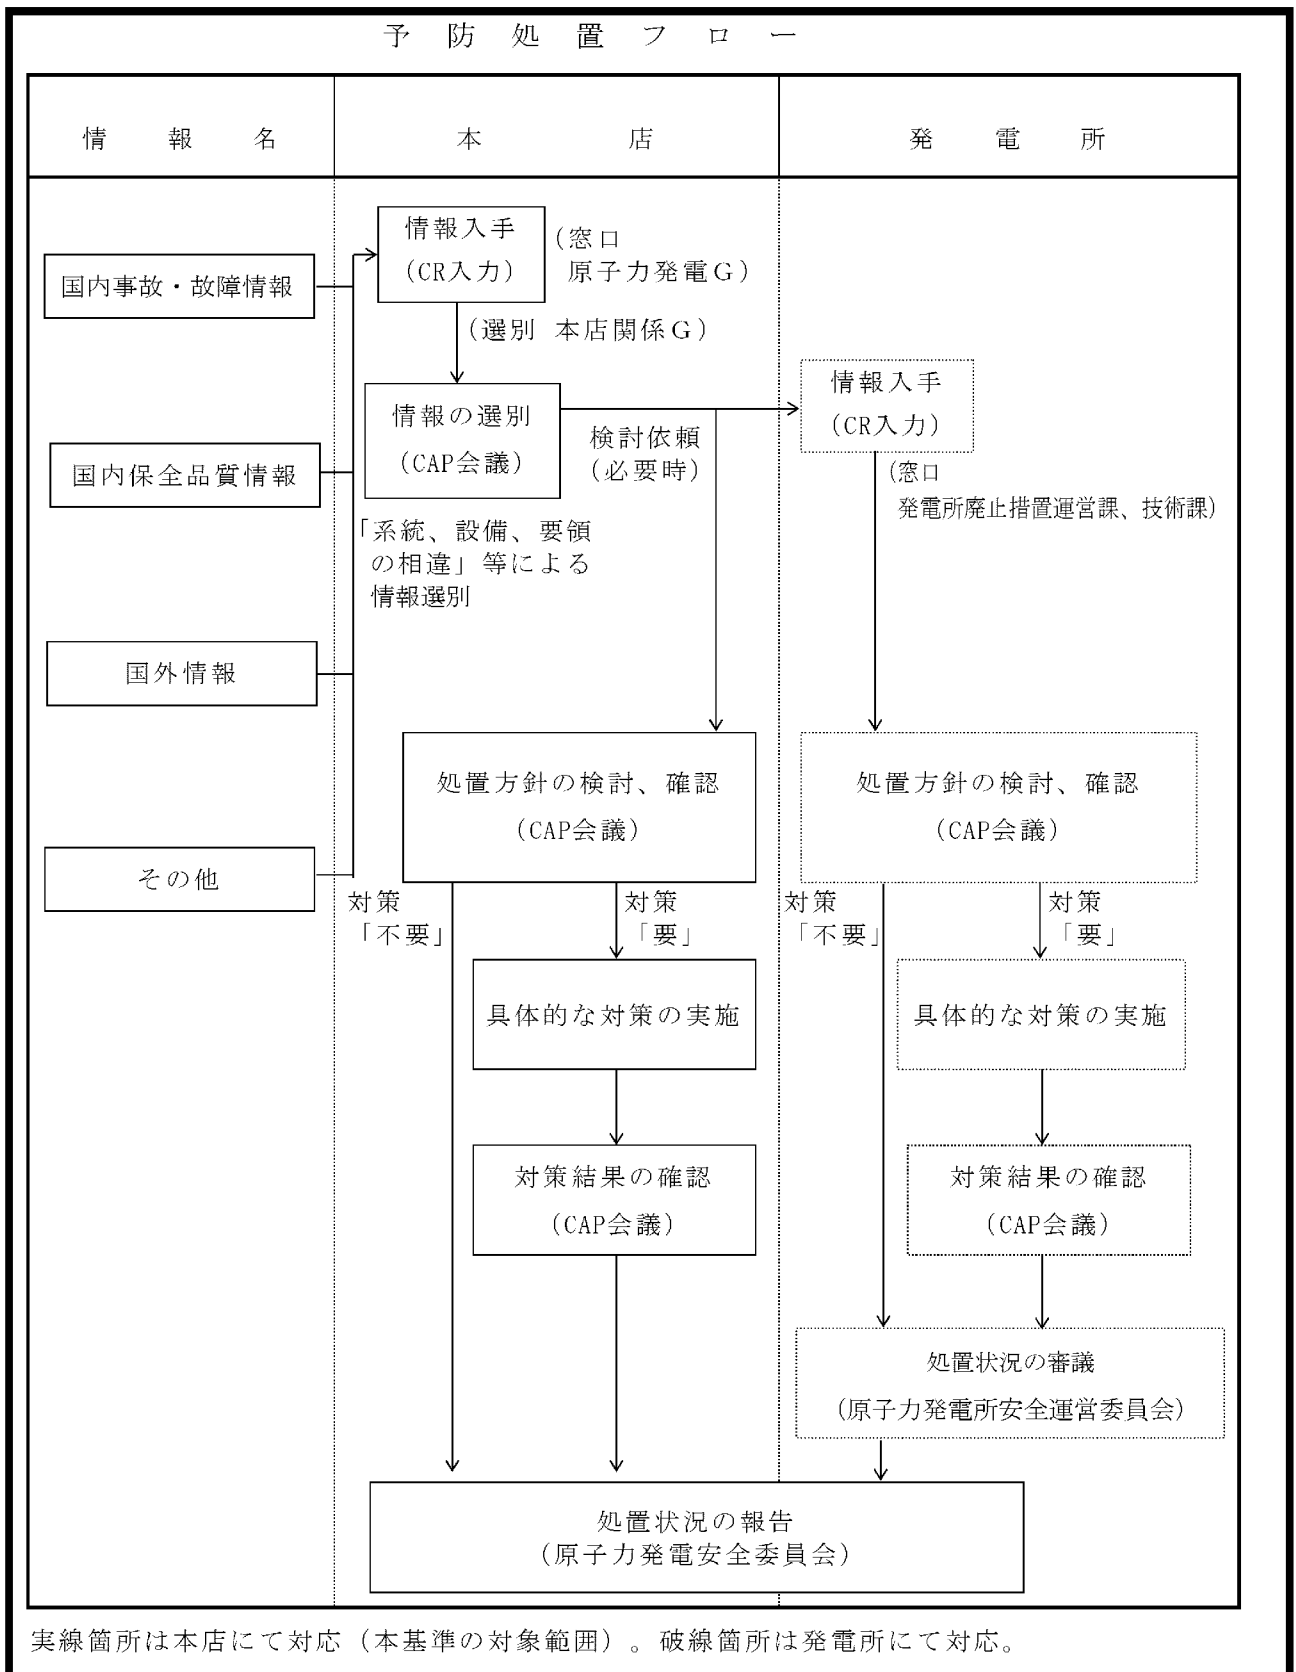 予防処置フロー
情報名
本店
発電所
国内事故・故障情報
国内保全品質情報
国外情報
その他
情報入手
(CR入力)
(窓口
原子力発電G)
(選別 本店関係G)
情報の選別
(CAP会議)
検討依頼
(必要時)
「系統、設備、要領
の相違」等による
情報選別
情報入手
(CR入力)
(窓口
発電所廃止措置運営課、技術課)
処置方針の検討、確認
(CAP会議)
対策
「不要」
対策
「要」
具体的な対策の実施
対策結果の確認
(CAP会議)
処置方針の検討、確認
(CAP会議)
対策
「不要」
対策
「要」
具体的な対策の実施
対策結果の確認
(CAP会議)
処置状況の審議
(原子力発電所安全運営委員会)
処置状況の報告
(原子力発電安全委員会)
実線箇所は本店にて対応(本基準の対象範囲)。破線箇所は発電所にて対応。